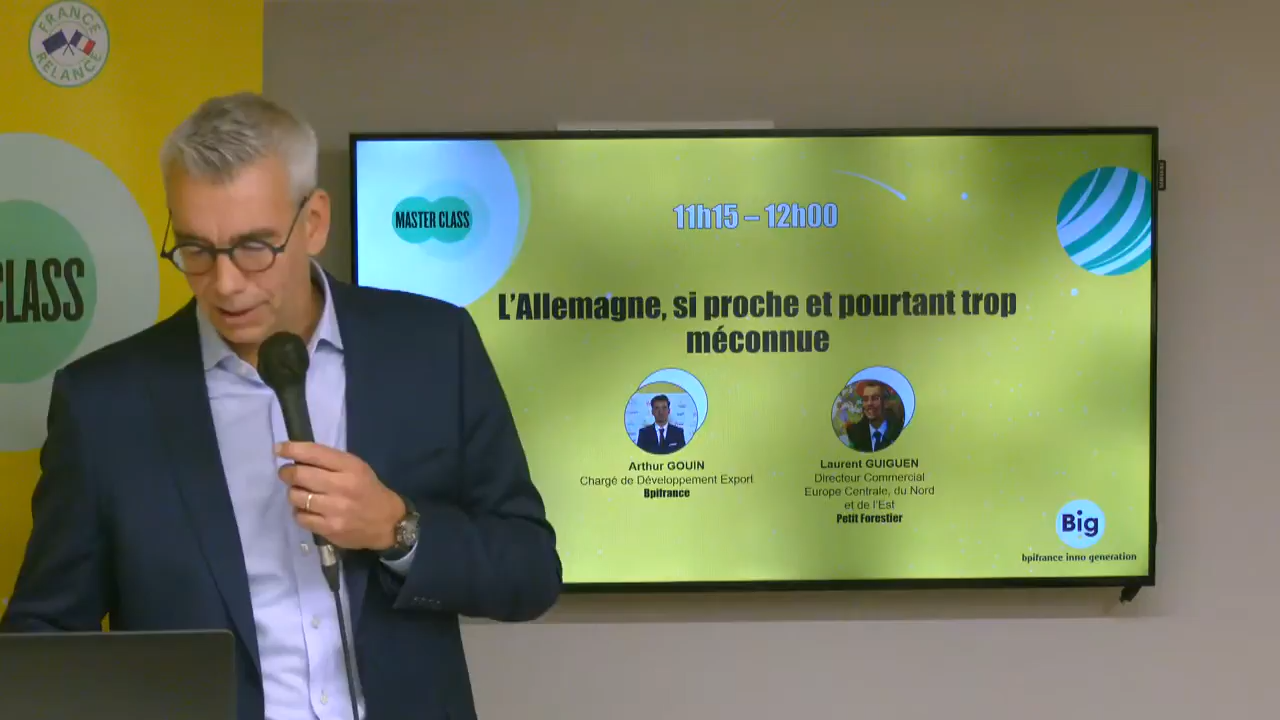 FRANCE
RELANCE
CLASS
MASTER CLASS
11h15 – 12h00
L'Allemagne, si proche et pourtant trop
méconnue
Arthur GOUIN
Chargé de Développement Export
Bpifrance
Laurent GUIGUEN
Directeur Commercial
Europe Centrale, du Nord
et de l'Est
Petit Forestier
Big
bpifrance inno generation